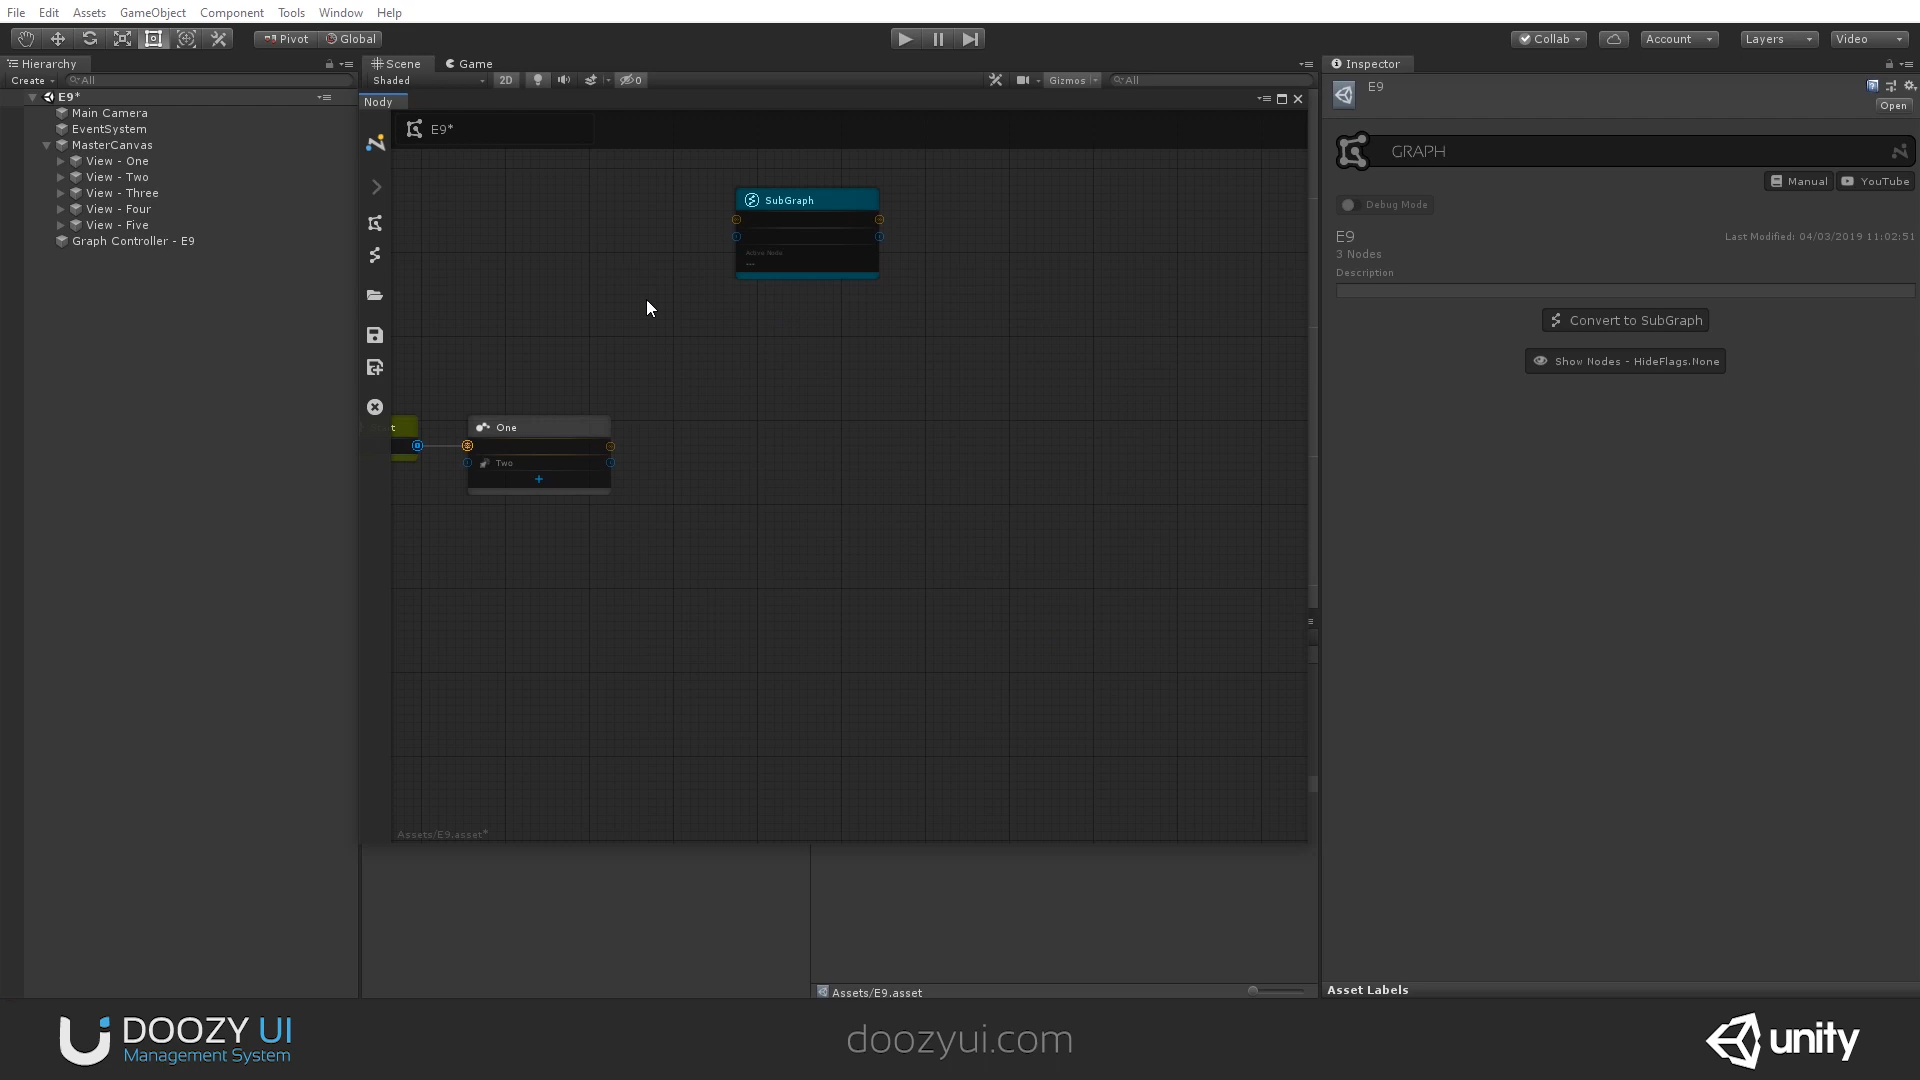 File Edit Assets GameObject Component Tools Window Help
Pivot Global Collab Account Layers Video
Hierarchy Scene Game Inspector
Create All Shaded 2D 0 Gizmos All
E9*
Main Camera
EventSystem
MasterCanvas
View - One
View - Two
View - Three
View - Four
View - Five
Graph Controller - E9
Nody
E9*
SubGraph
Active Node
---
One
Two
Assets/E9.asset*
Assets/E9.asset
E9
Open
GRAPH
Manual YouTube
Debug Mode
E9 Last Modified: 04/03/2019 11:02:51
3 Nodes
Description
Convert to SubGraph
Show Nodes - HideFlags.None
Asset Labels
DOOZY UI
Management System
doozyui.com
unity